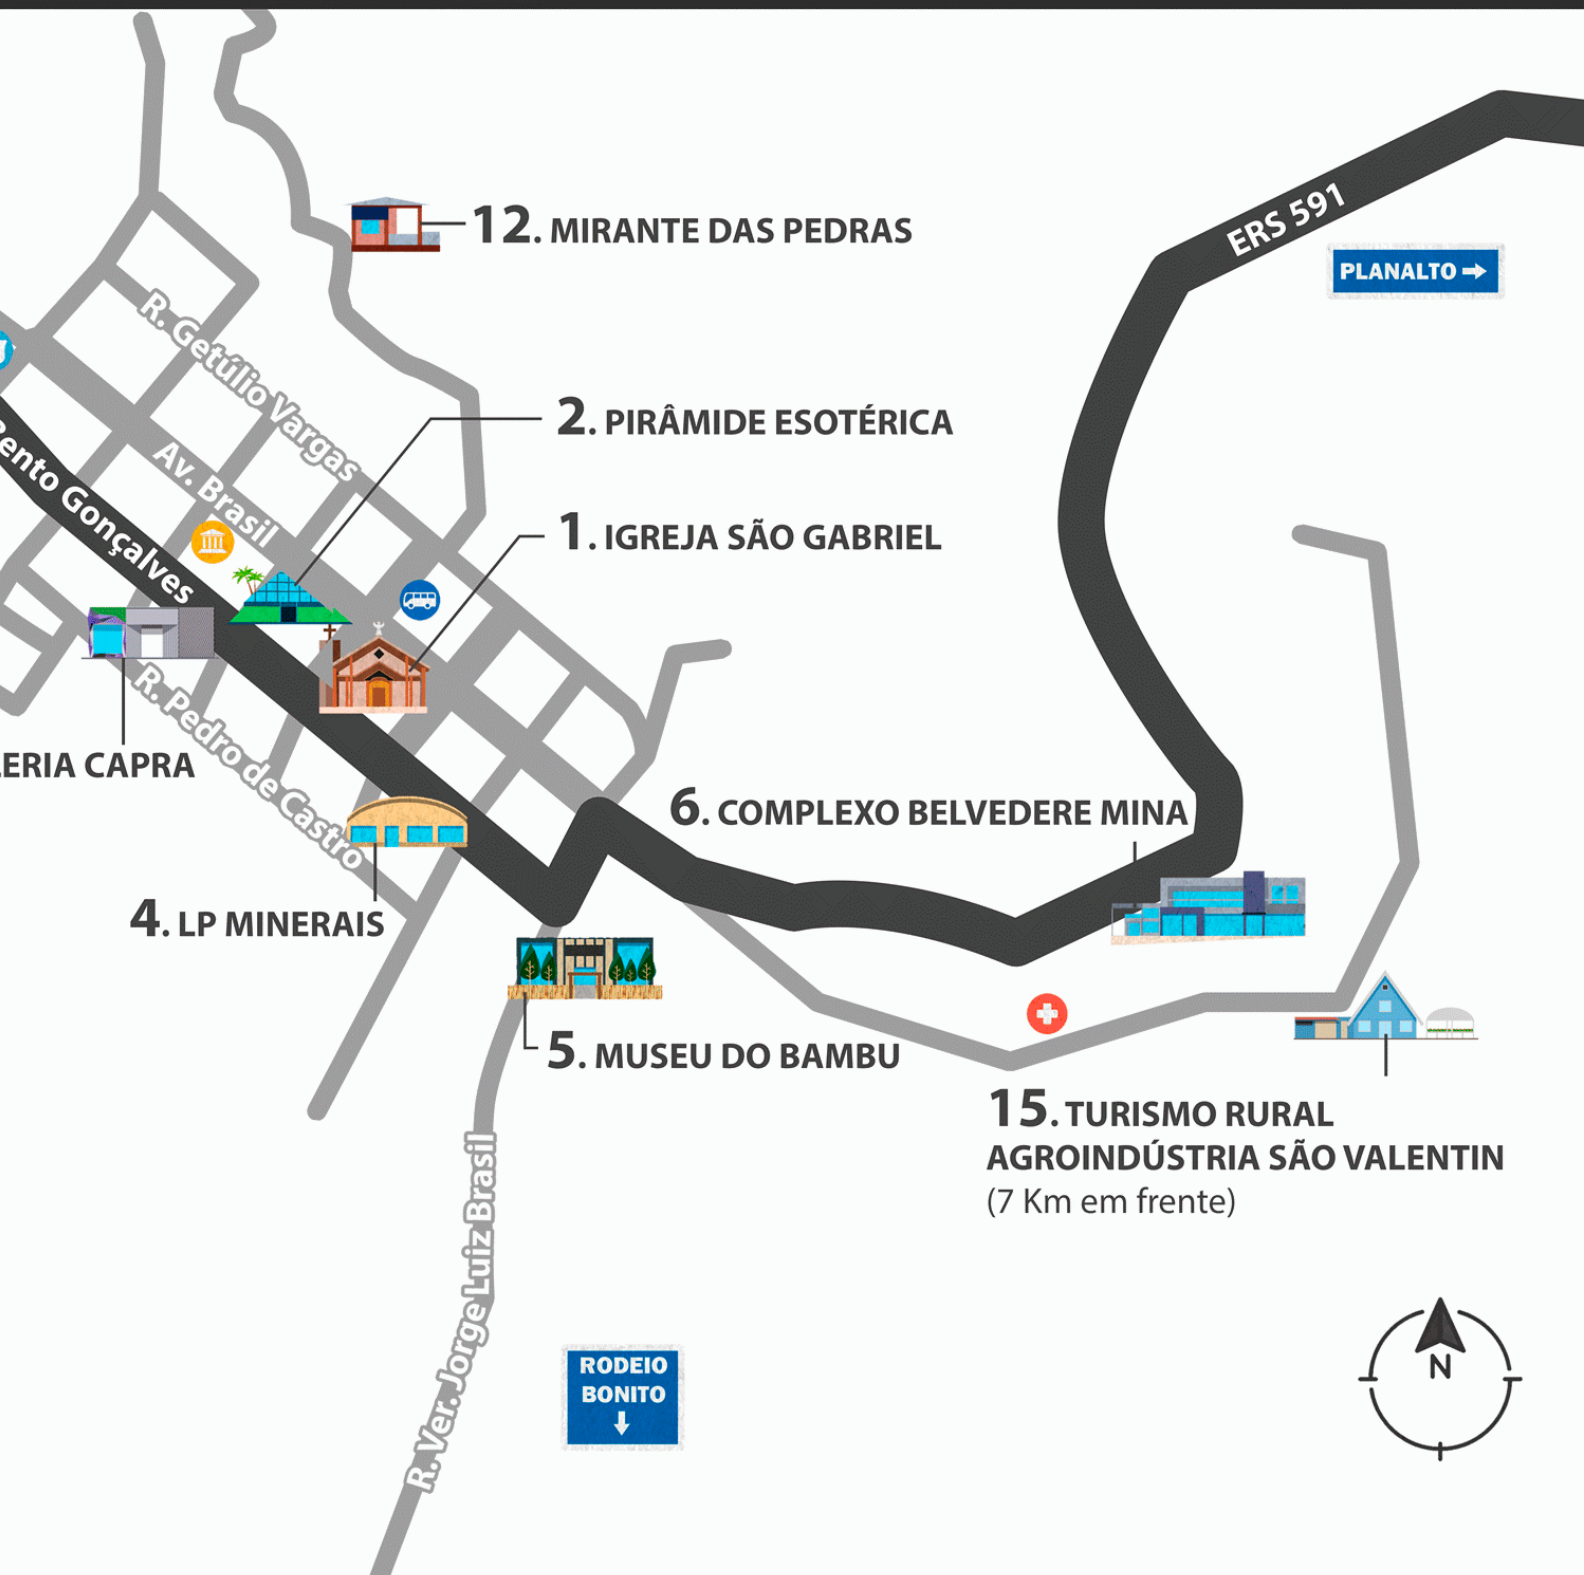 ERS 591
12. MIRANTE DAS PEDRAS
PLANALTO
R. Getúlio Vargas
2. PIRÂMIDE ESOTÉRICA
Av. Brasil
Bento Gonçalves
1. IGREJA SÃO GABRIEL
R. Pedro de Castro
ERIA CAPRA
6. COMPLEXO BELVEDERE MINA
4. LP MINERAIS
5. MUSEU DO BAMBU
15. TURISMO RURAL
AGROINDÚSTRIA SÃO VALENTIN
(7 Km em frente)
R. Ver. Jorge Luiz Brasil
RODEIO
BONITO
N